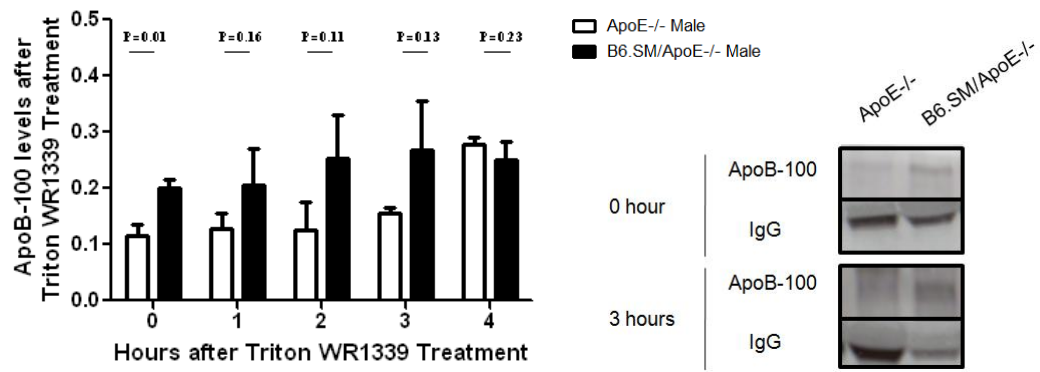 ApoB-100 levels after
Triton WR1339 Treatment
0.5
0.4
0.3
0.2
0.1
0.0
P=0.01
P=0.16
P=0.11
P=0.13
P=0.23
0
1
2
3
4
Hours after Triton WR1339 Treatment
ApoE-/- Male
B6.SM/ApoE-/- Male
ApoE-/-
B6.SM/ApoE-/-
0 hour
ApoB-100
IgG
3 hours
ApoB-100
IgG